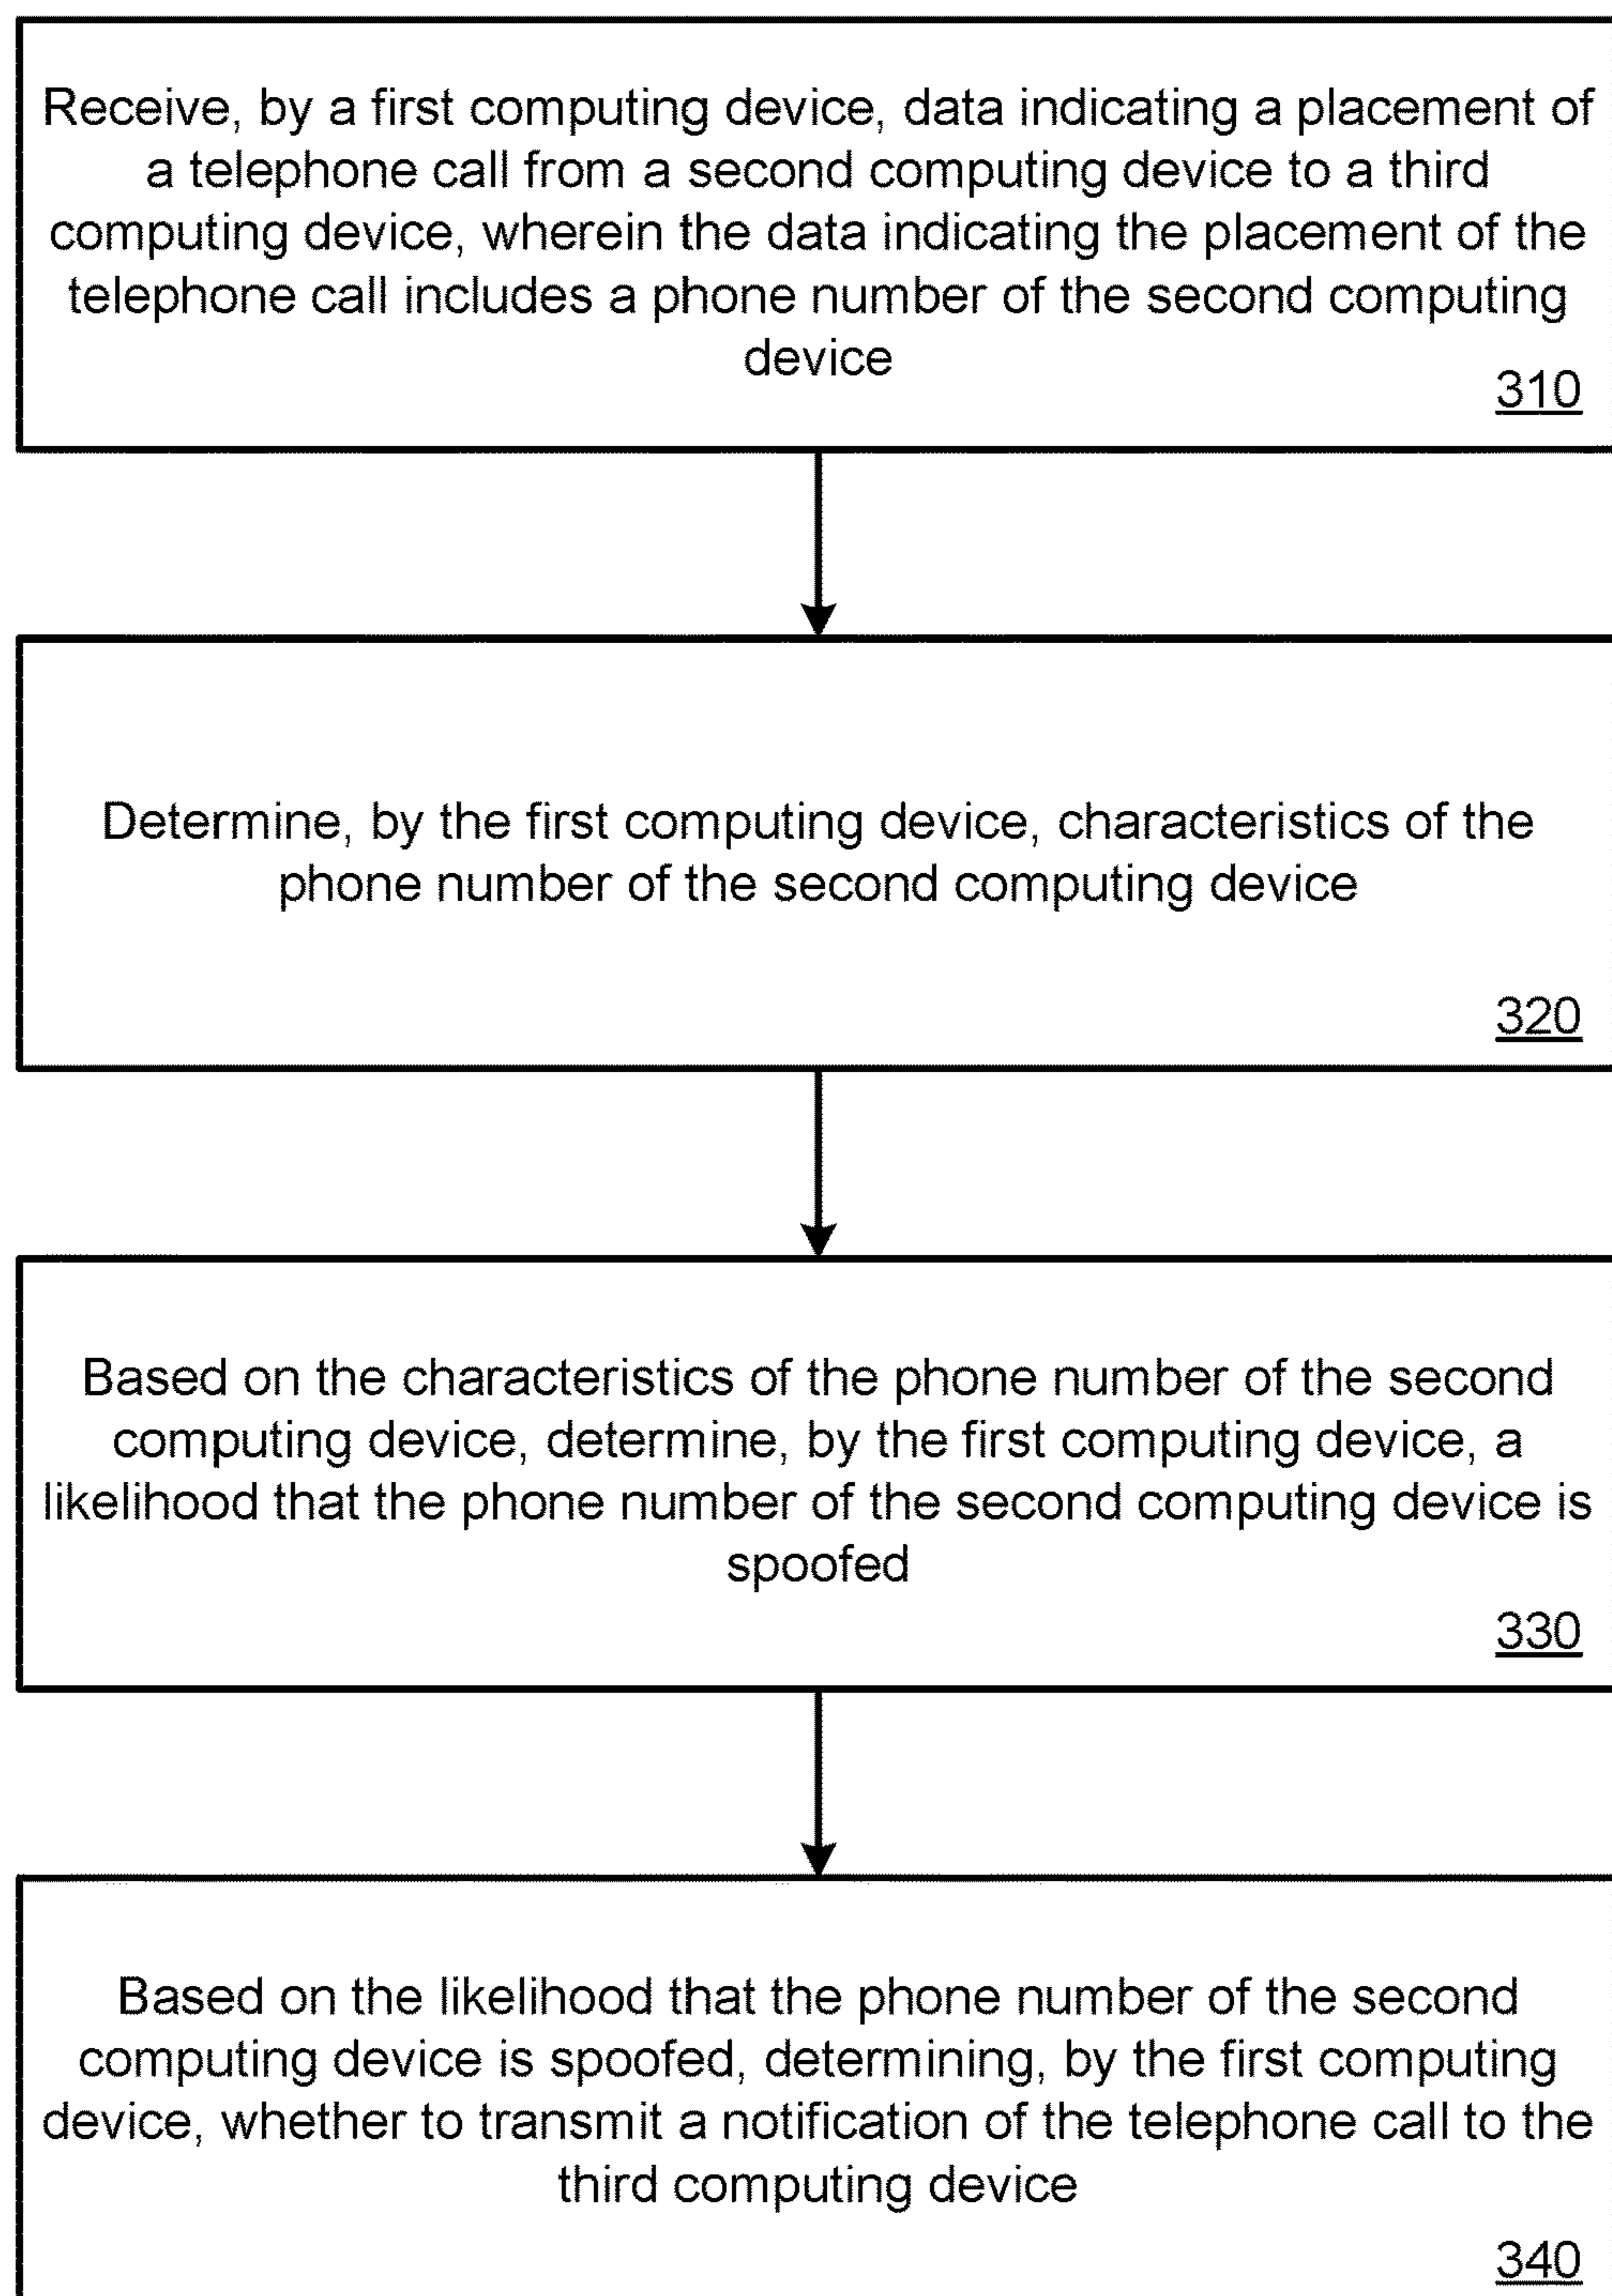 Receive, by a first computing device, data indicating a placement of
a telephone call from a second computing device to a third
computing device, wherein the data indicating the placement of the
telephone call includes a phone number of the second computing
device
310
Determine, by the first computing device, characteristics of the
phone number of the second computing device
320
Based on the characteristics of the phone number of the second
computing device, determine, by the first computing device, a
likelihood that the phone number of the second computing device is
spoofed
330
Based on the likelihood that the phone number of the second
computing device is spoofed, determining, by the first computing
device, whether to transmit a notification of the telephone call to the
third computing device
340